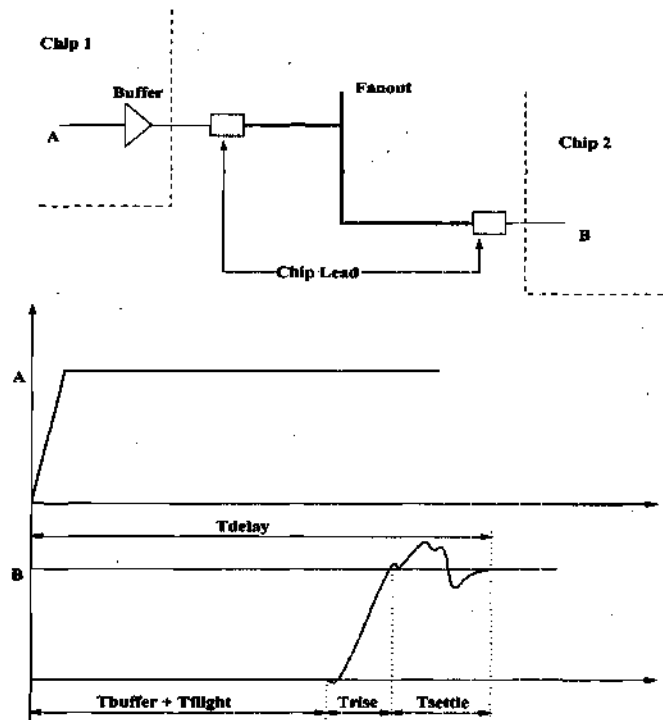 Chip 1
Buffer
Fanout
A
Chip 2
B
Chip Lead
A
Tdelay
B
Tbuffer + Tflight
Trise
Tsettle